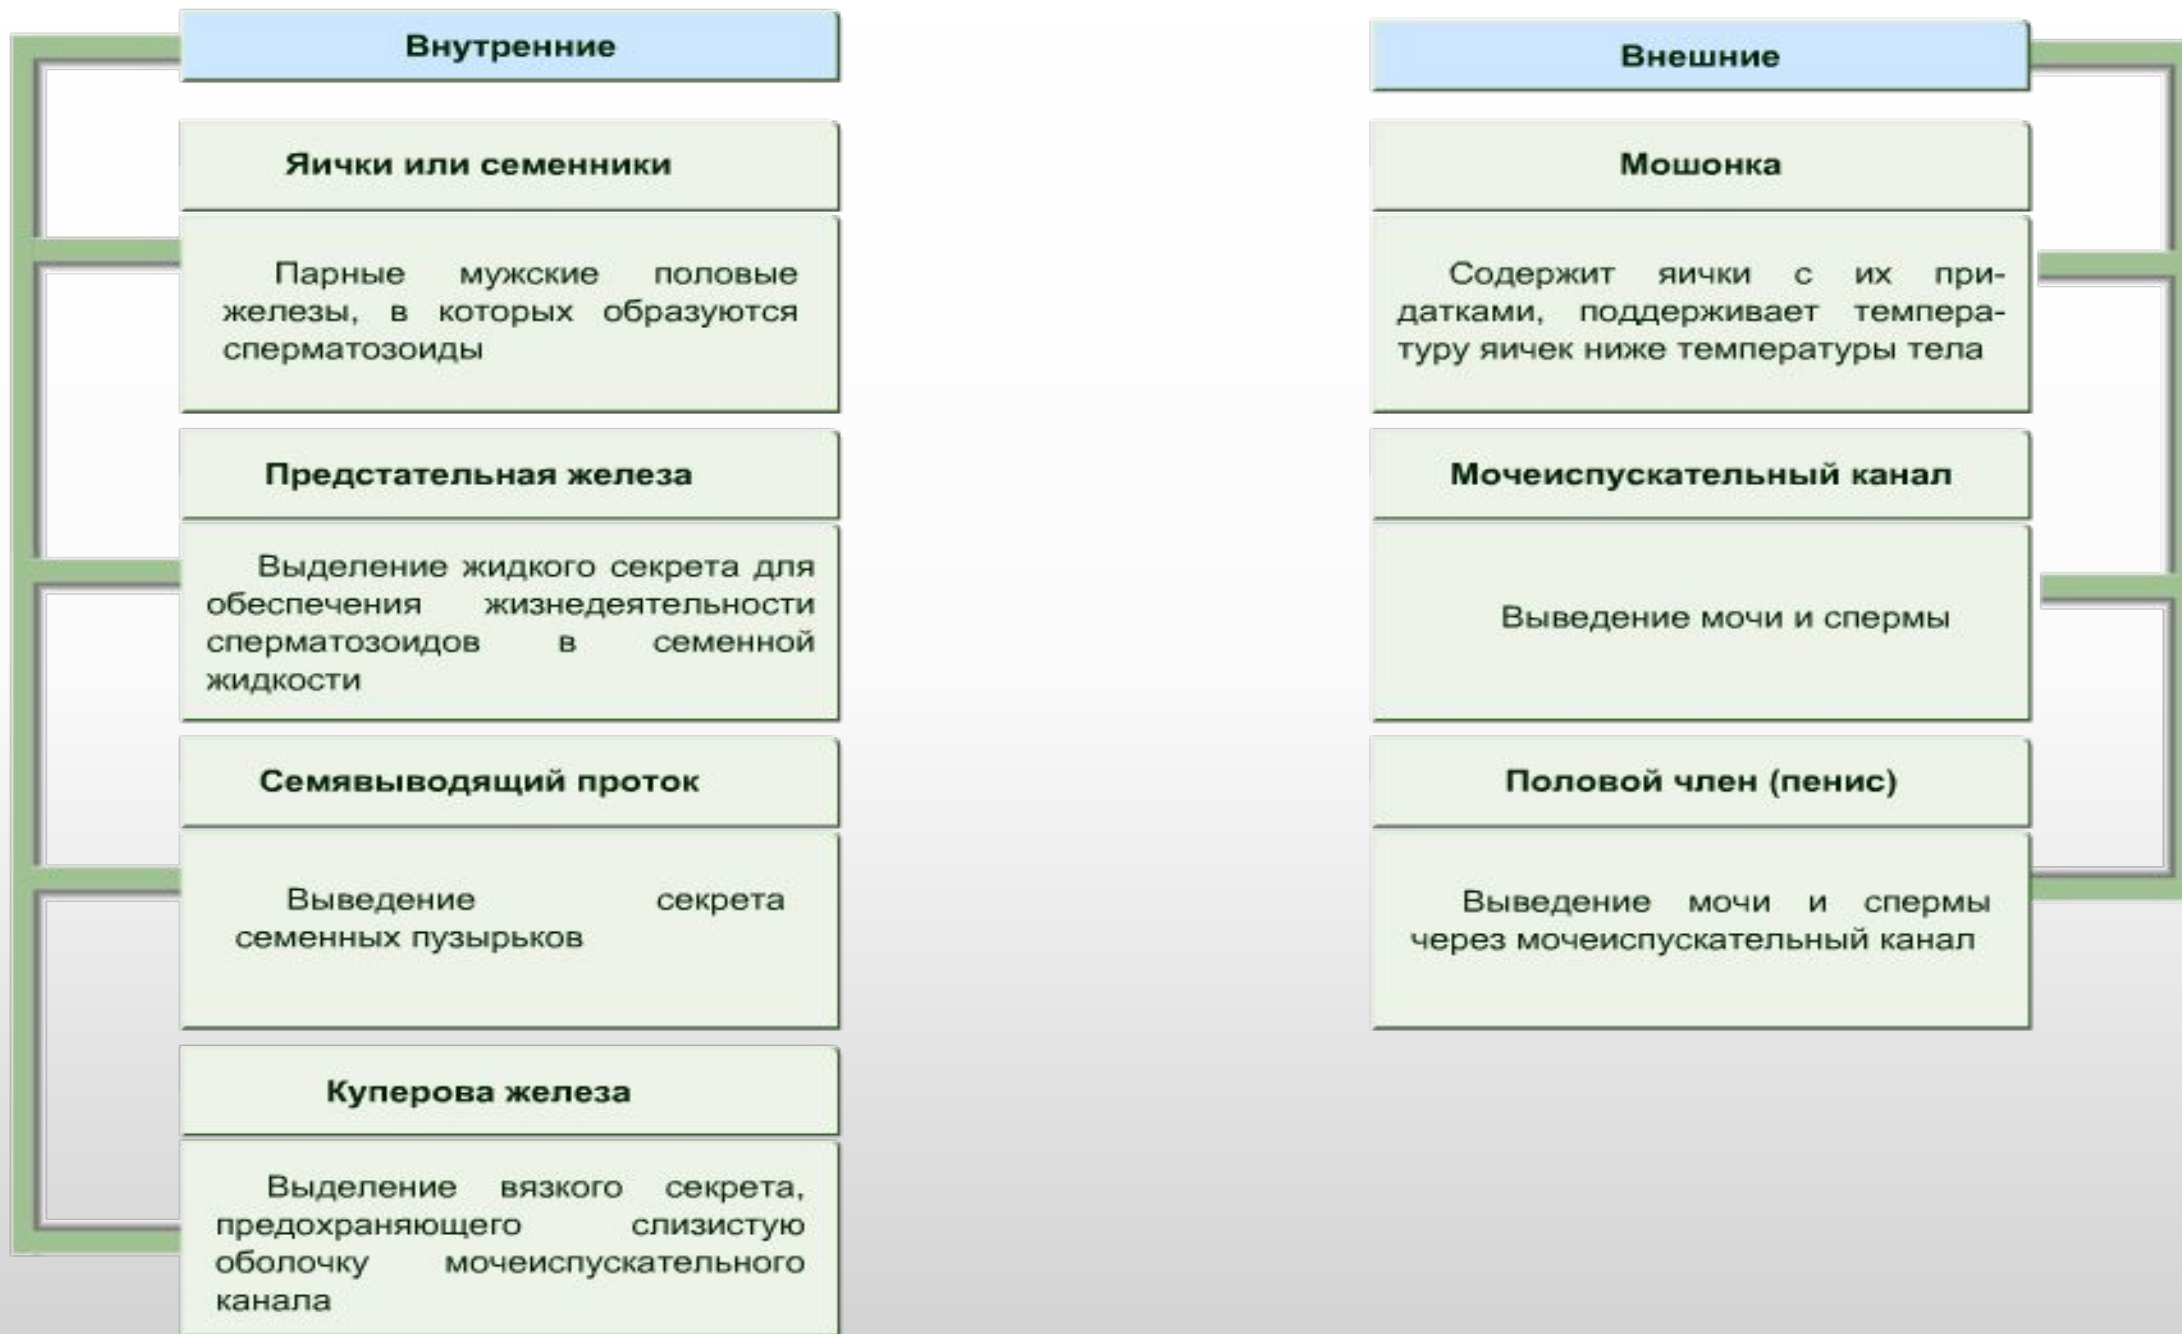 Внутренние
Яички или семенники
Парные мужские половые
железы, в которых образуются
сперматозоиды
Предстательная железа
Выделение жидкого секрета для
обеспечения жизнедеятельности
сперматозоидов в семенной
жидкости
Семявыводящий проток
Выведение секрета
семенных пузырьков
Куперова железа
Выделение вязкого секрета,
предохраняющего слизистую
оболочку мочеиспускательного
канала
Внешние
Мошонка
Содержит яички с их при-
датками, поддерживает темпера-
туру яичек ниже температуры тела
Мочеиспускательный канал
Выведение мочи и спермы
Половой член (пенис)
Выведение мочи и спермы
через мочеиспускательный канал